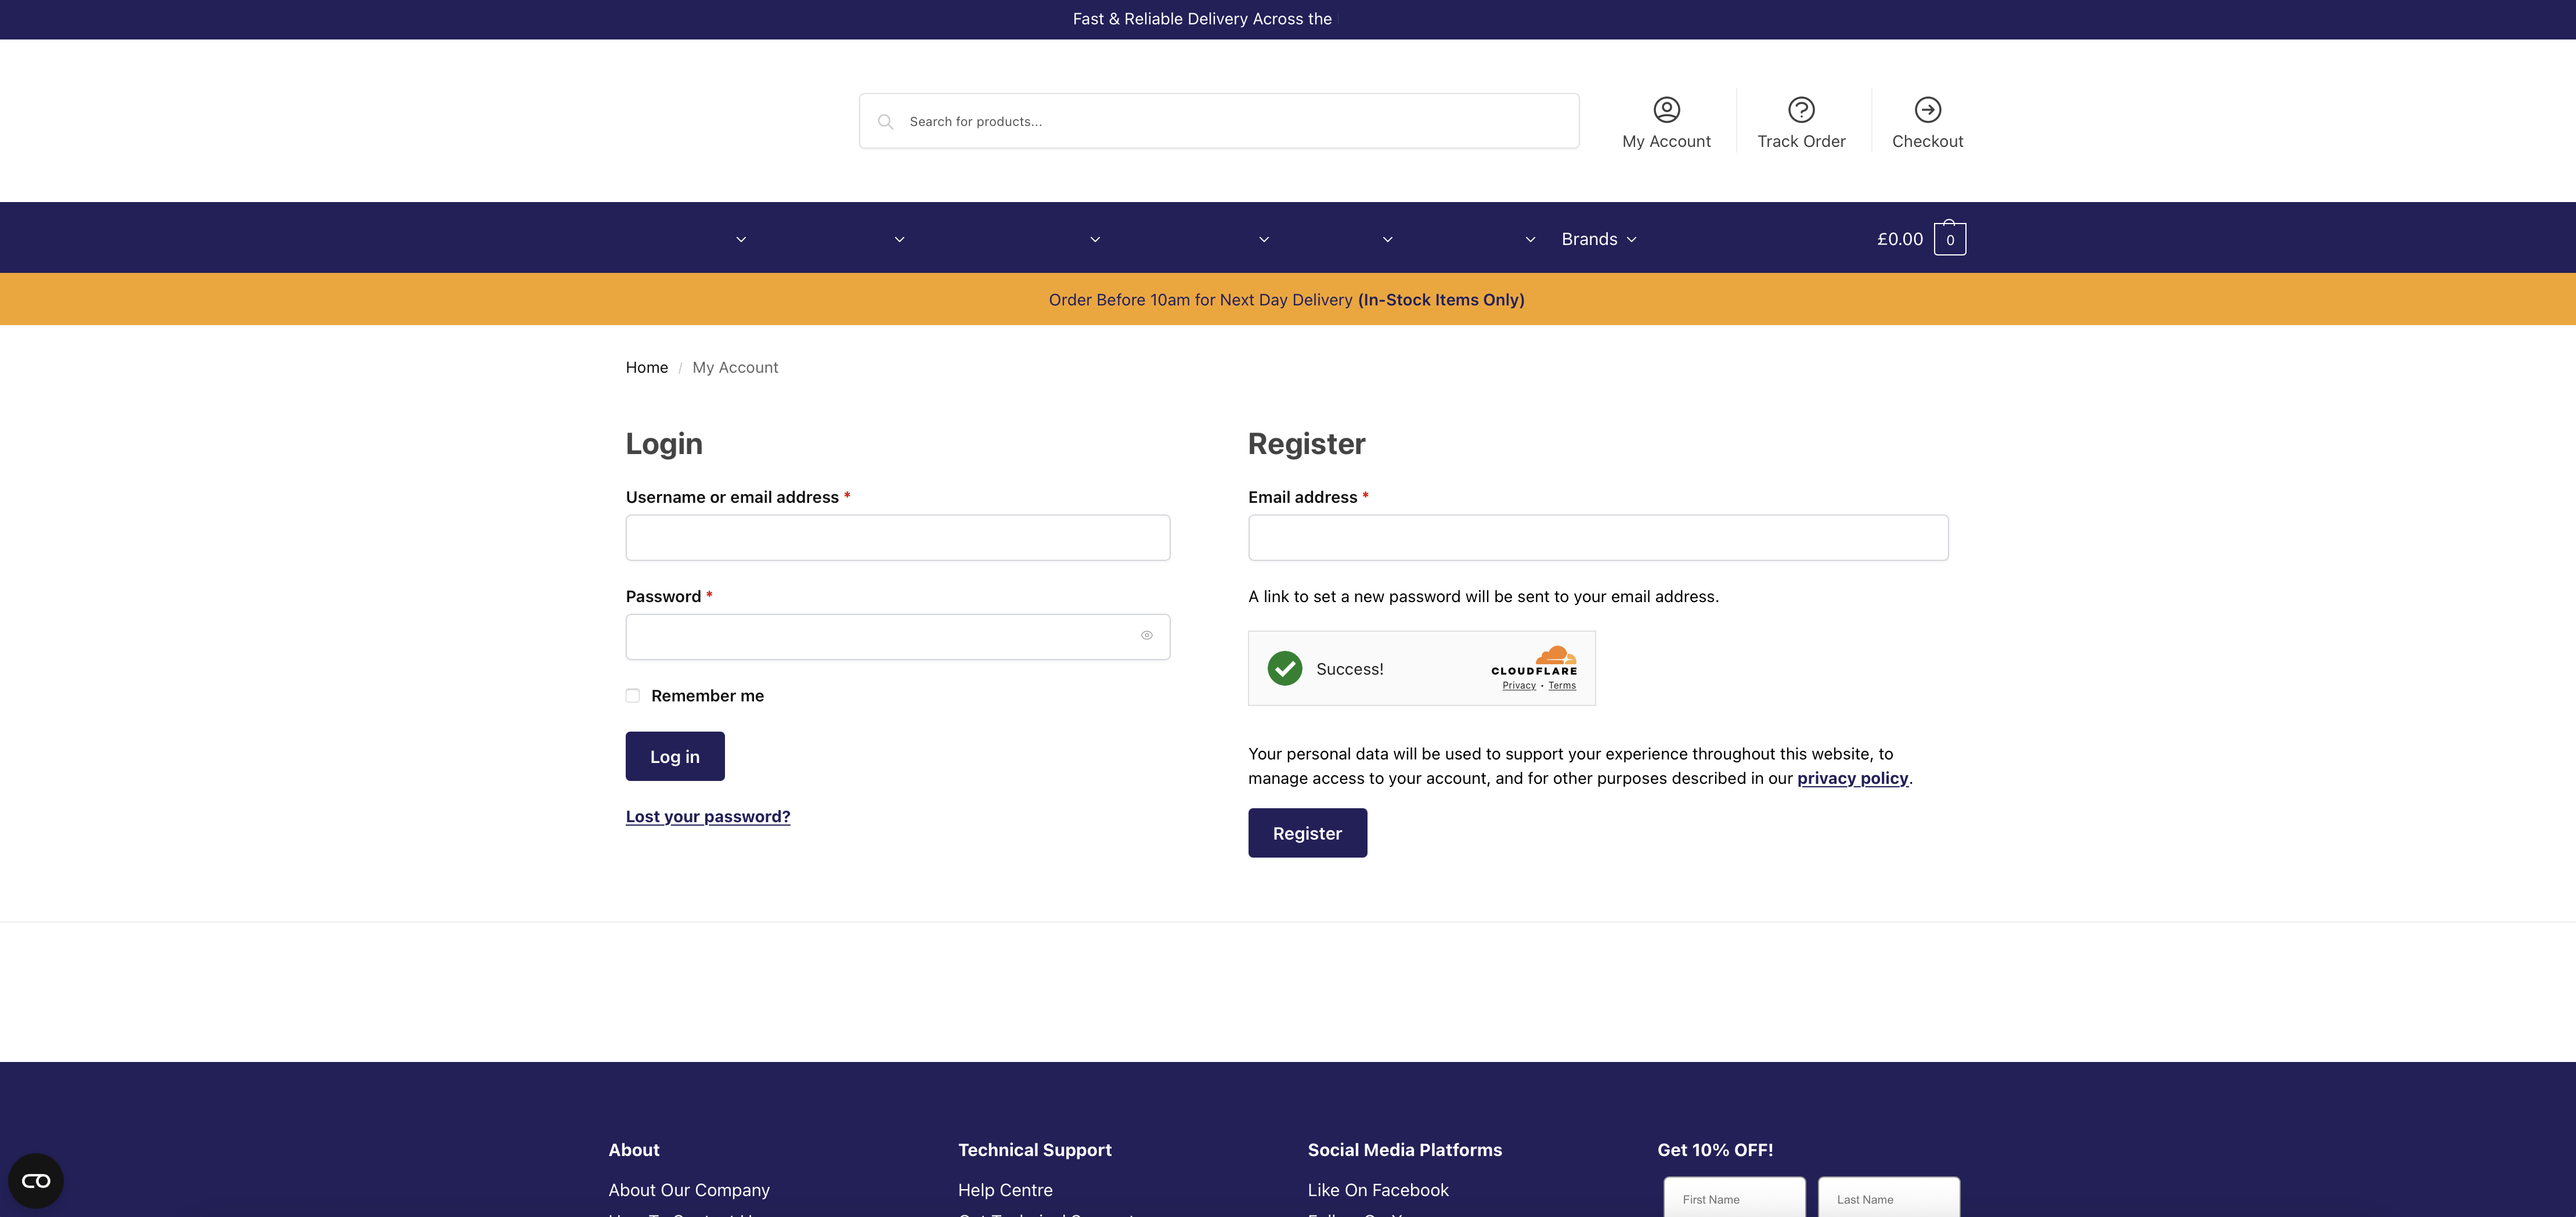 Fast & Reliable Delivery Across the
Search for products...
My Account
Track Order
Checkout
Brands
£0.00
0
Order Before 10am for Next Day Delivery (In-Stock Items Only)
Home / My Account
Login
Username or email address *
Password *
Remember me
Log in
Lost your password?
Register
Email address *
A link to set a new password will be sent to your email address.
Success!
CLOUDFLARE
Privacy • Terms
Your personal data will be used to support your experience throughout this website, to
manage access to your account, and for other purposes described in our privacy policy.
Register
About
About Our Company
Technical Support
Help Centre
Social Media Platforms
Like On Facebook
Get 10% OFF!
First Name
Last Name